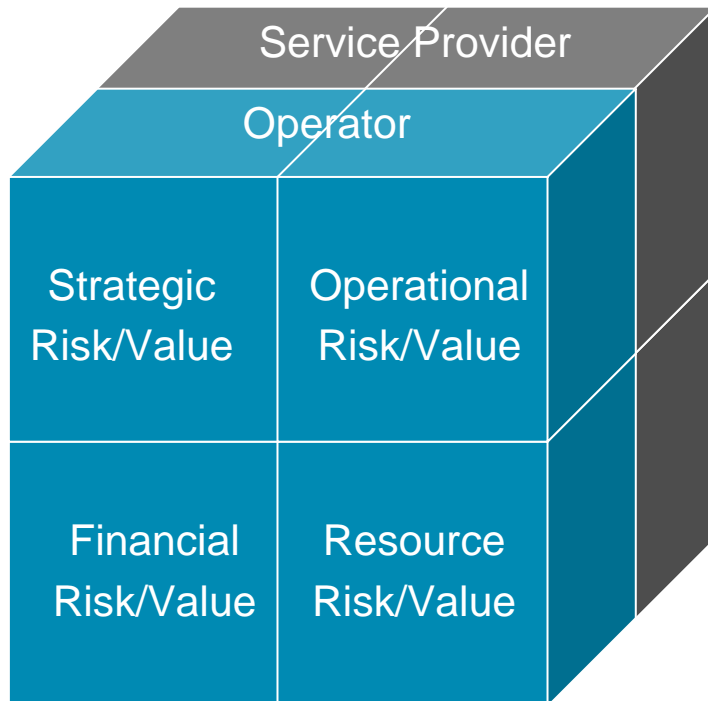 Service Provider
Operator
Strategic
Risk/Value
Operational
Risk/Value
Financial
Risk/Value
Resource
Risk/Value